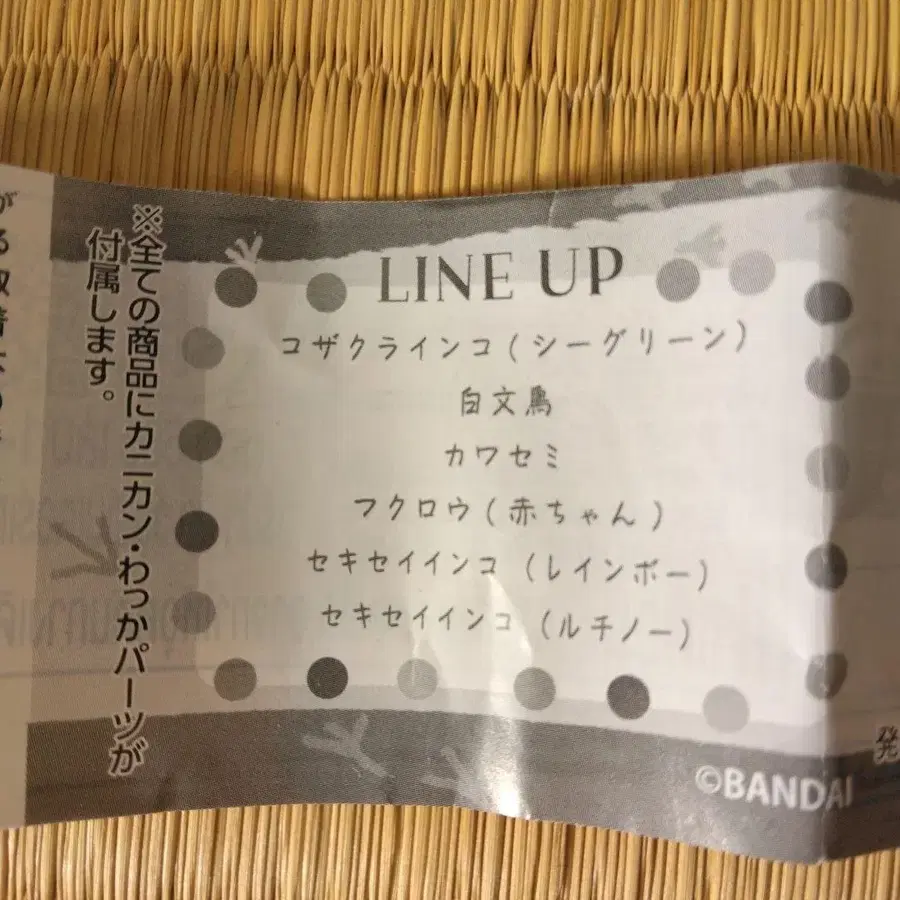 ※全ての商品にカニカン・わっかパーツが
付属します。
LINE UP
コザクラインコ(シーグリーン)
白文鳥
カワセミ
フクロウ(赤ちゃん)
セキセイインコ(レインボー)
セキセイインコ(ルチノー)
©BANDAI
発